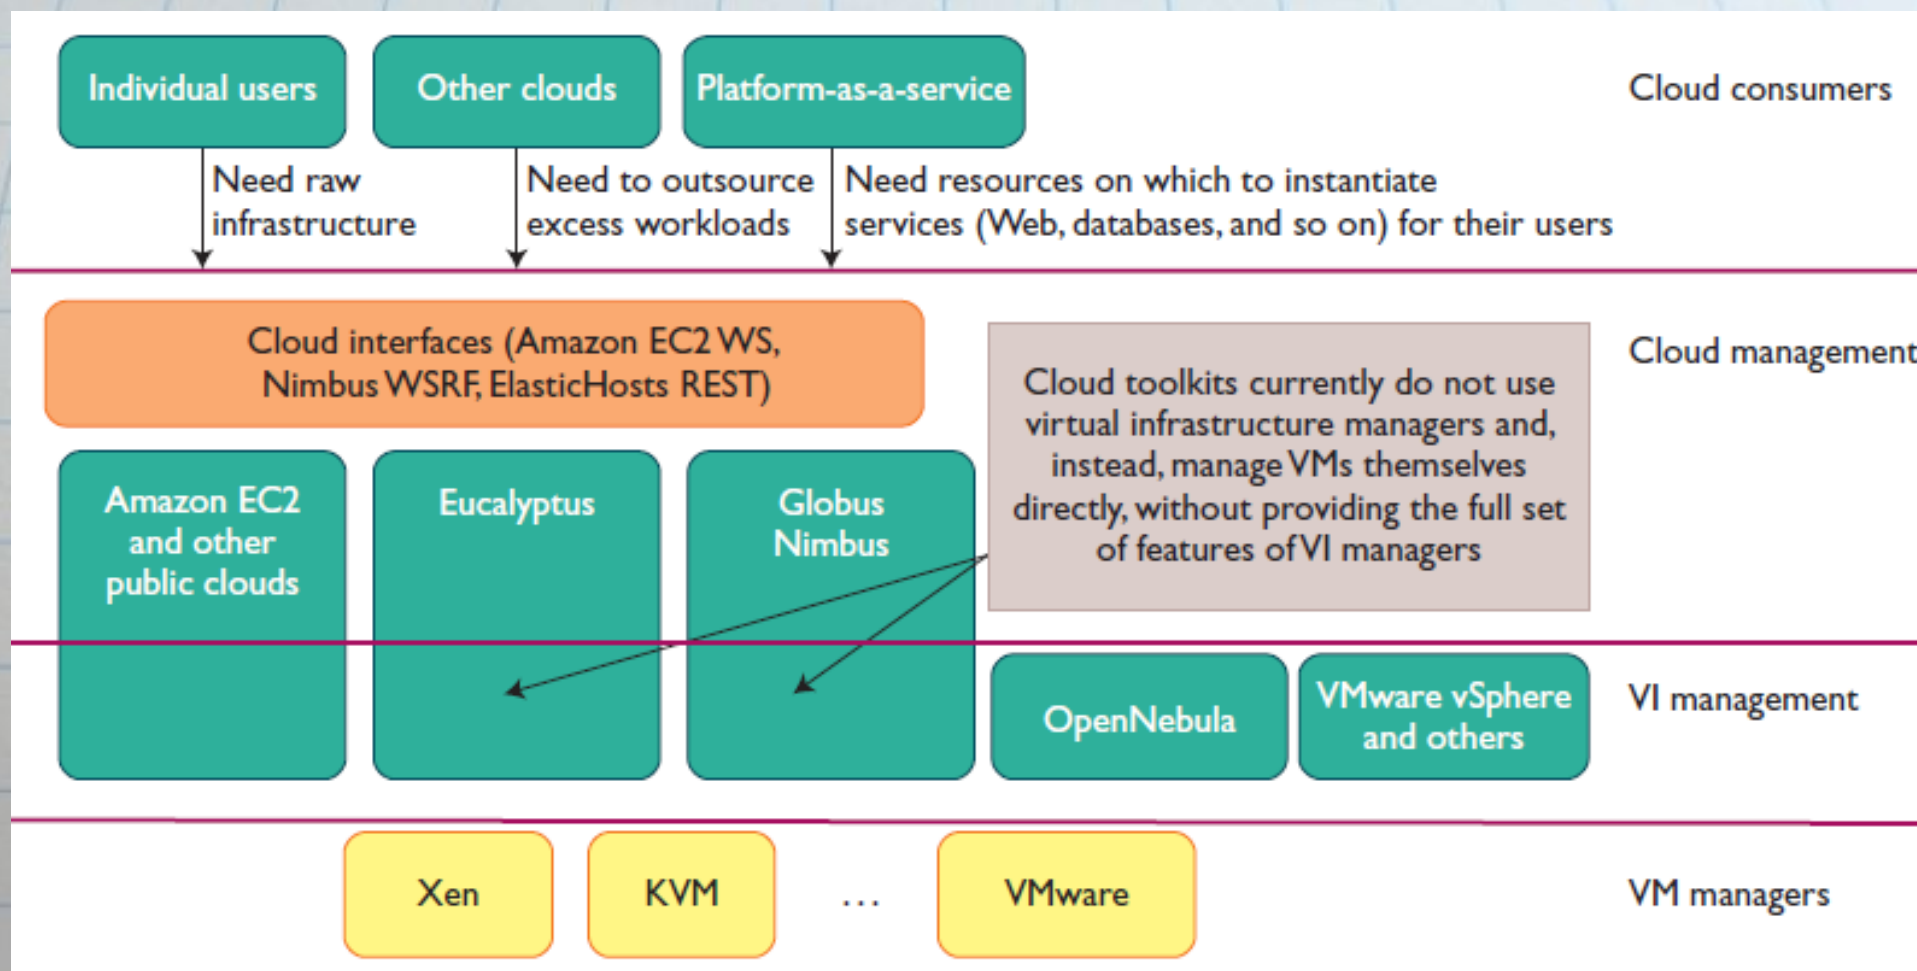 Individual users
Other clouds
Platform-as-a-service
Cloud consumers
Need raw
infrastructure
Need to outsource
excess workloads
Need resources on which to instantiate
services (Web, databases, and so on) for their users
Cloud interfaces (Amazon EC2 WS,
Nimbus WSRF, ElasticHosts REST)
Cloud management
Cloud toolkits currently do not use
virtual infrastructure managers and,
instead, manage VMs themselves
directly, without providing the full set
of features of VI managers
Amazon EC2
and other
public clouds
Eucalyptus
Globus
Nimbus
OpenNebula
VMware vSphere
and others
VI management
Xen
KVM
...
VMware
VM managers